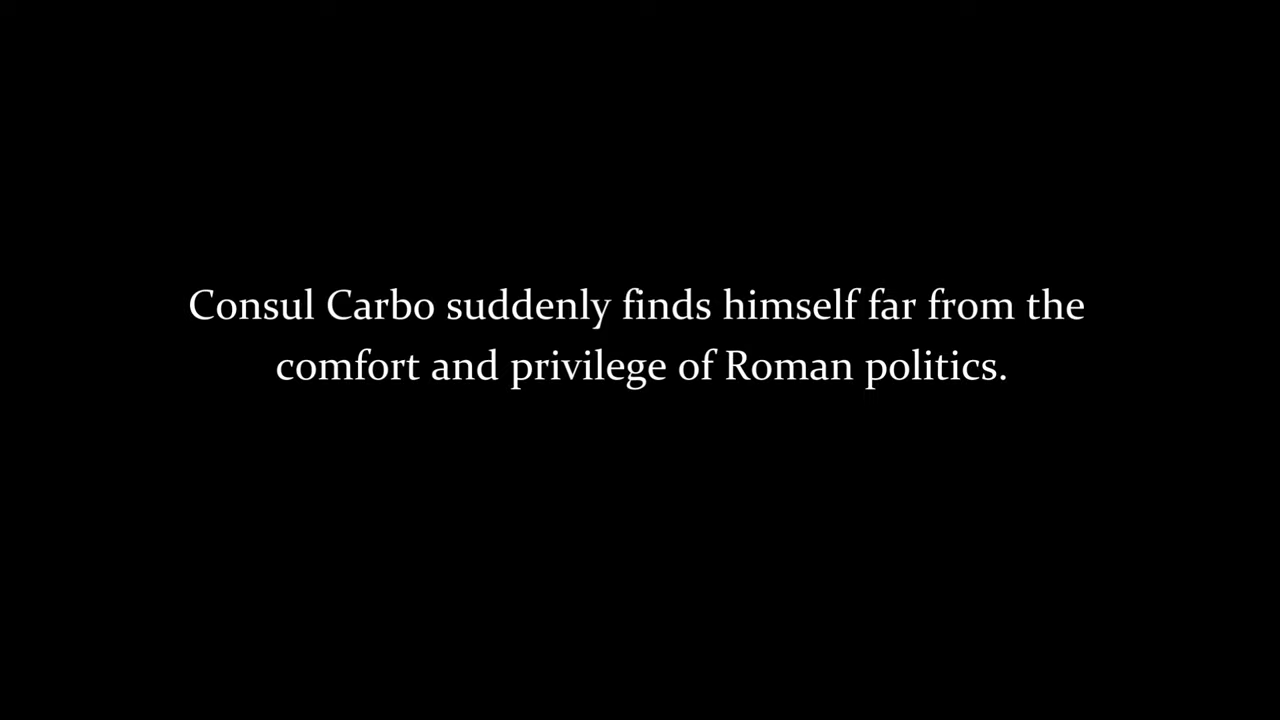 Consul Carbo suddenly finds himself far from the
comfort and privilege of Roman politics.